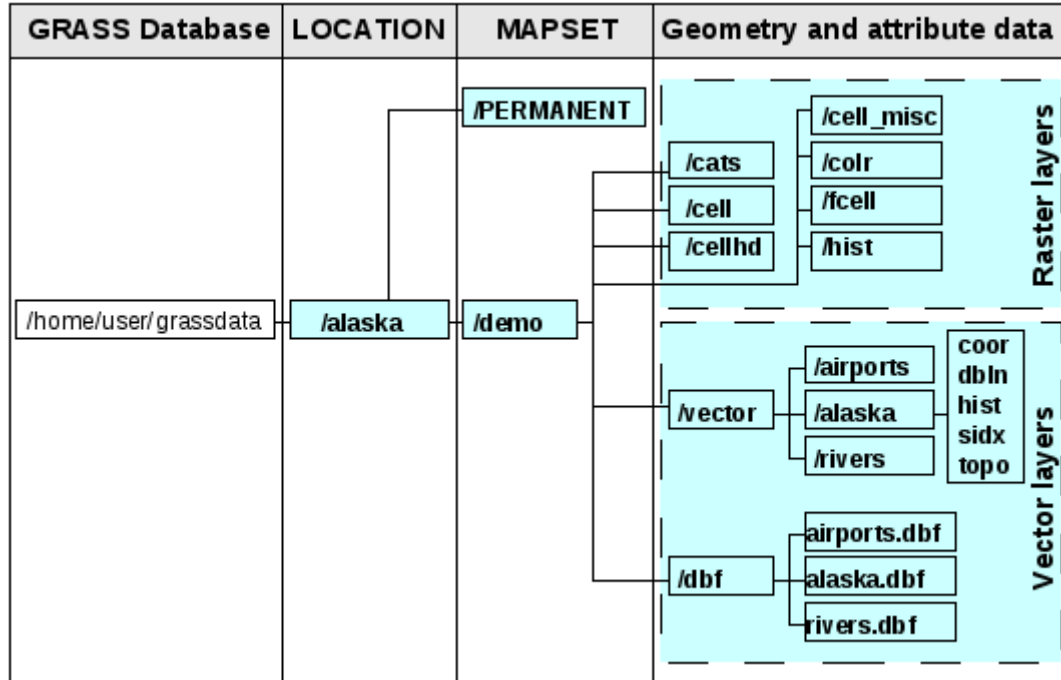 GRASS Database
LOCATION
MAPSET
Geometry and attribute data
/home/user/grassdata
/alaska
/PERMANENT
/demo
/cats
/cell
/cellhd
/cell_misc
/colr
/fcell
/hist
Raster layers
/vector
/airports
/alaska
/rivers
coor
dbln
hist
sidx
topo
/dbf
airports.dbf
alaska.dbf
rivers.dbf
Vector layers